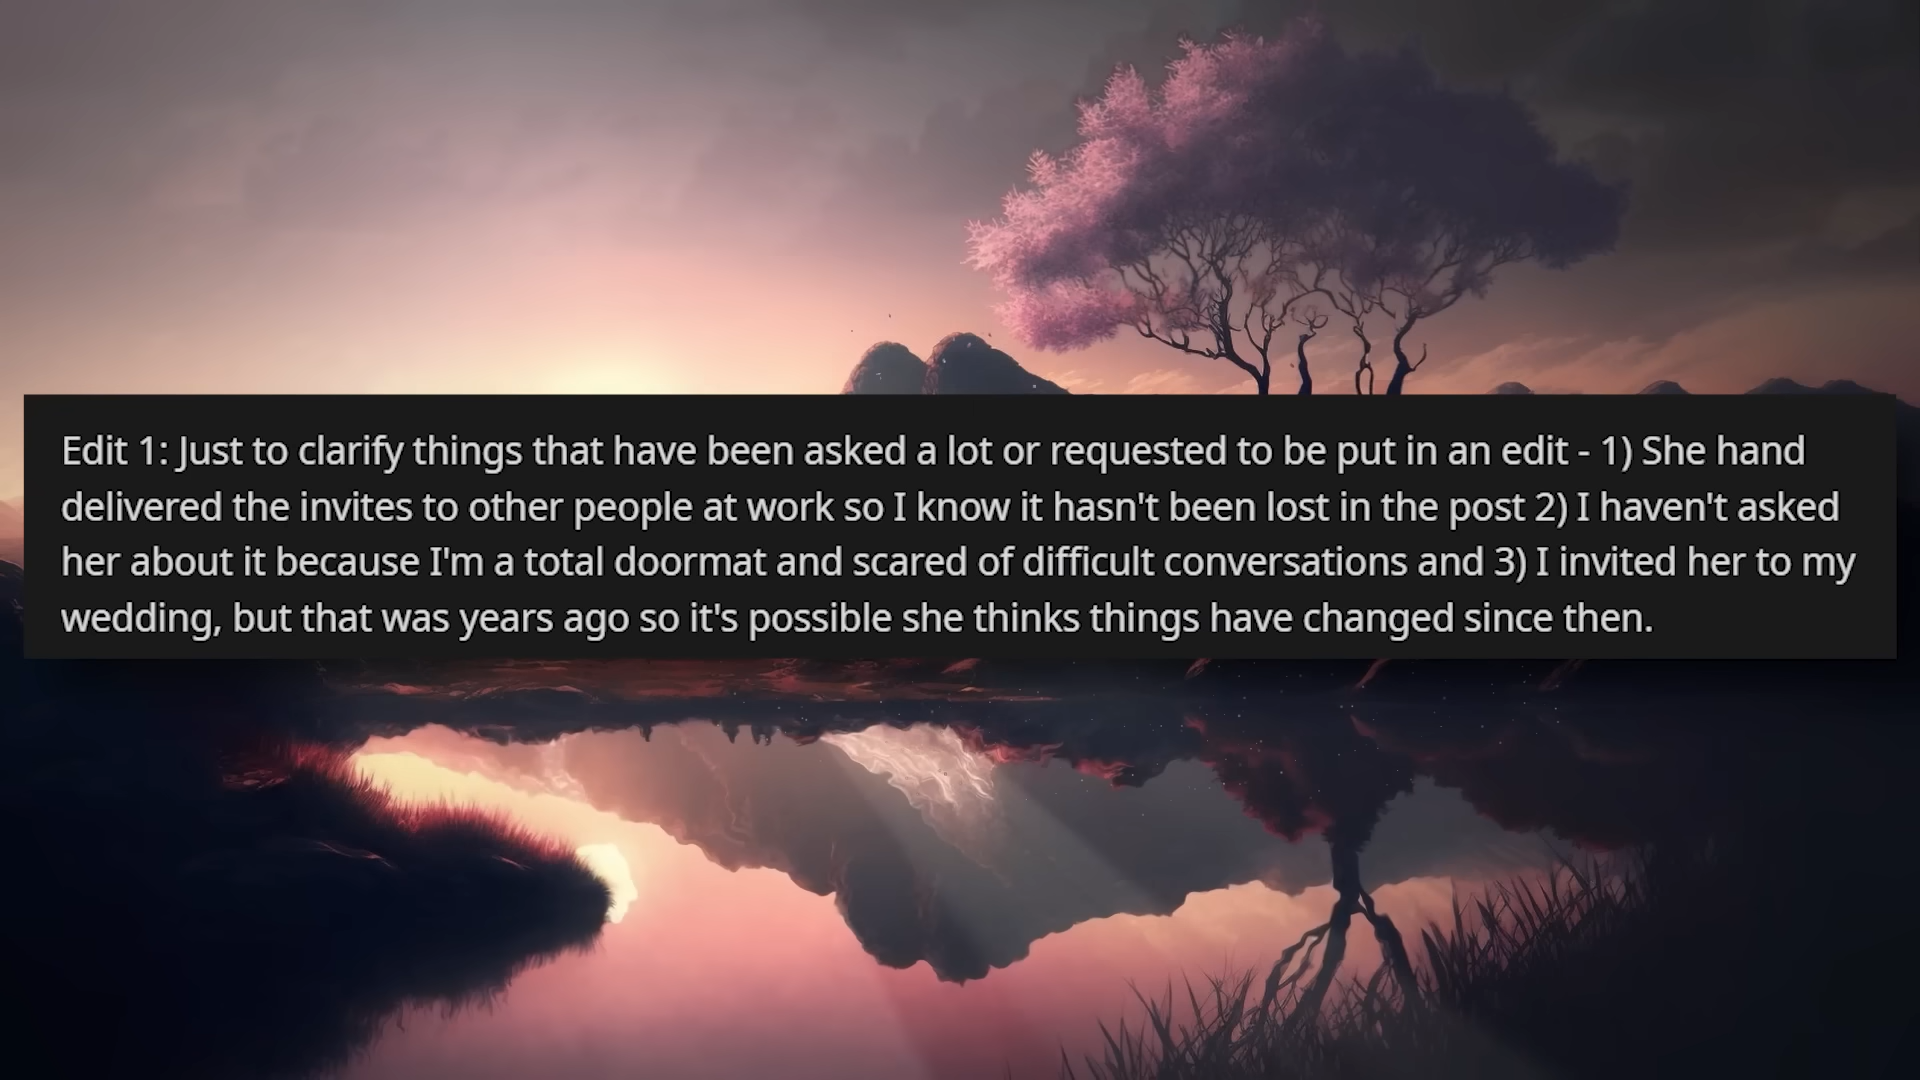 Edit 1: Just to clarify things that have been asked a lot or requested to be put in an edit - 1) She hand
delivered the invites to other people at work so I know it hasn't been lost in the post 2) I haven't asked
her about it because I'm a total doormat and scared of difficult conversations and 3) I invited her to my
wedding, but that was years ago so it's possible she thinks things have changed since then.